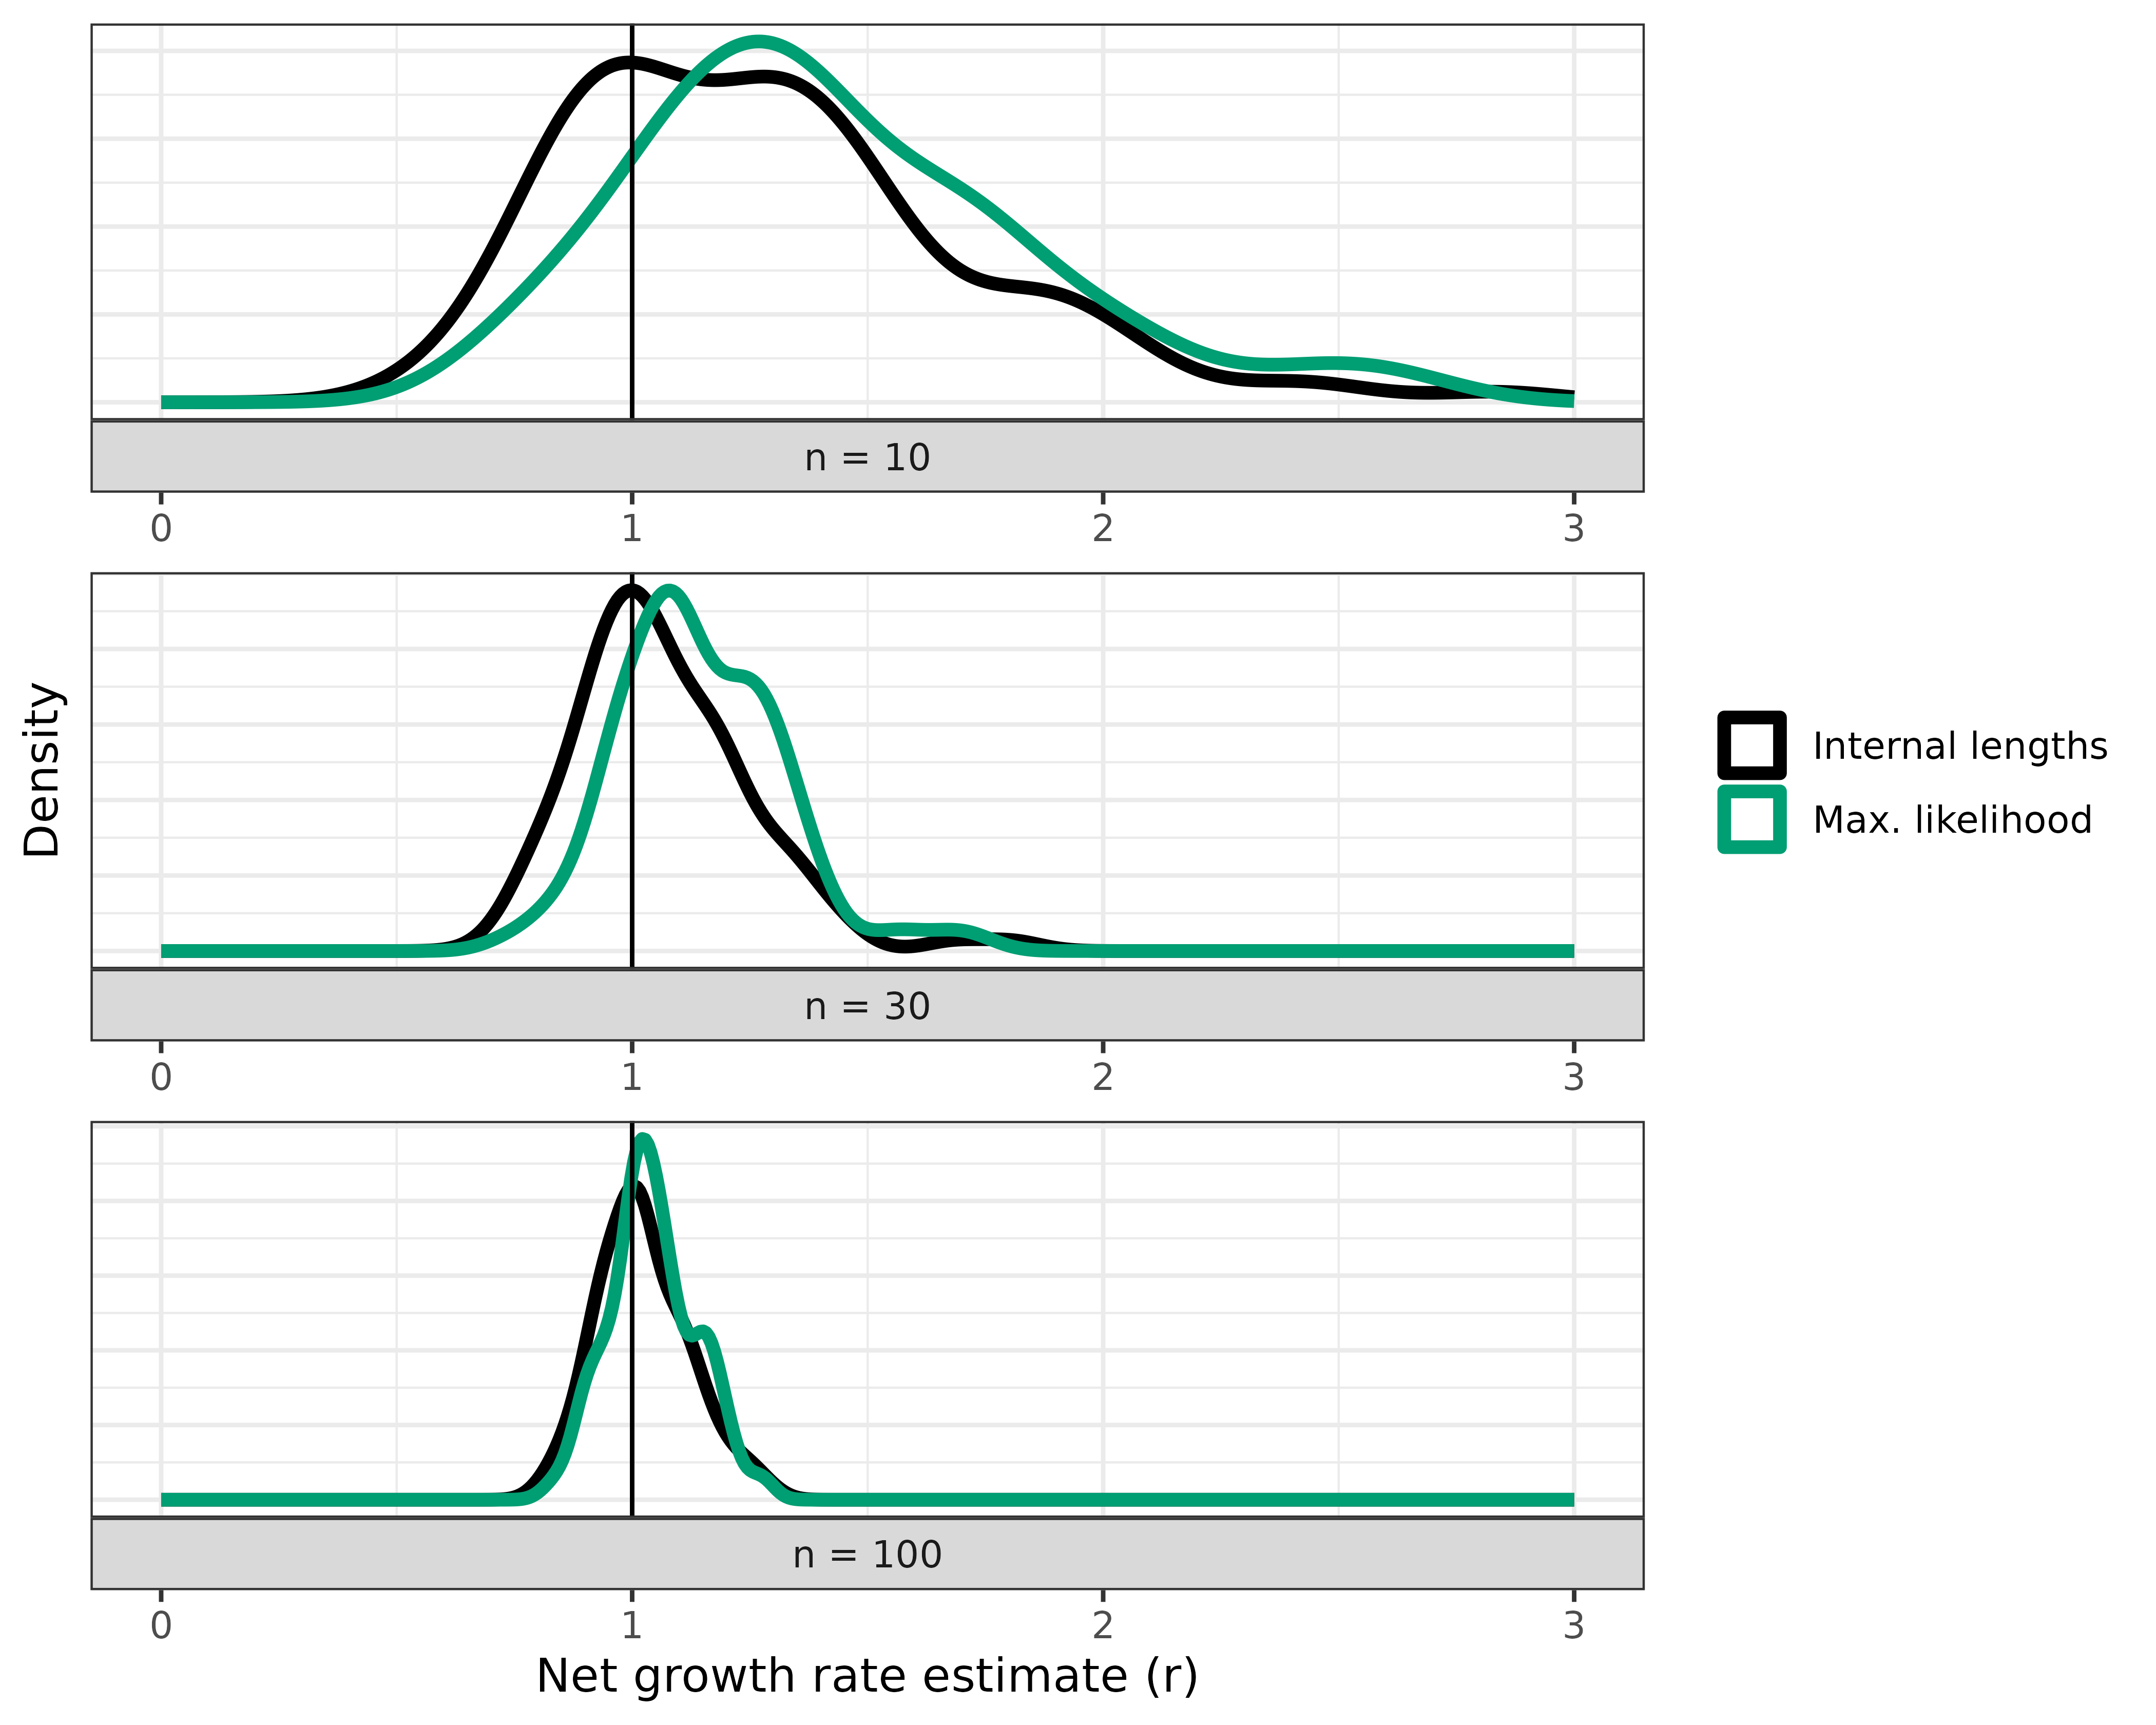 n = 10
0 1 2 3
n = 30
0 1 2 3
n = 100
0 1 2 3
Net growth rate estimate (r)
Density
Internal lengths
Max. likelihood